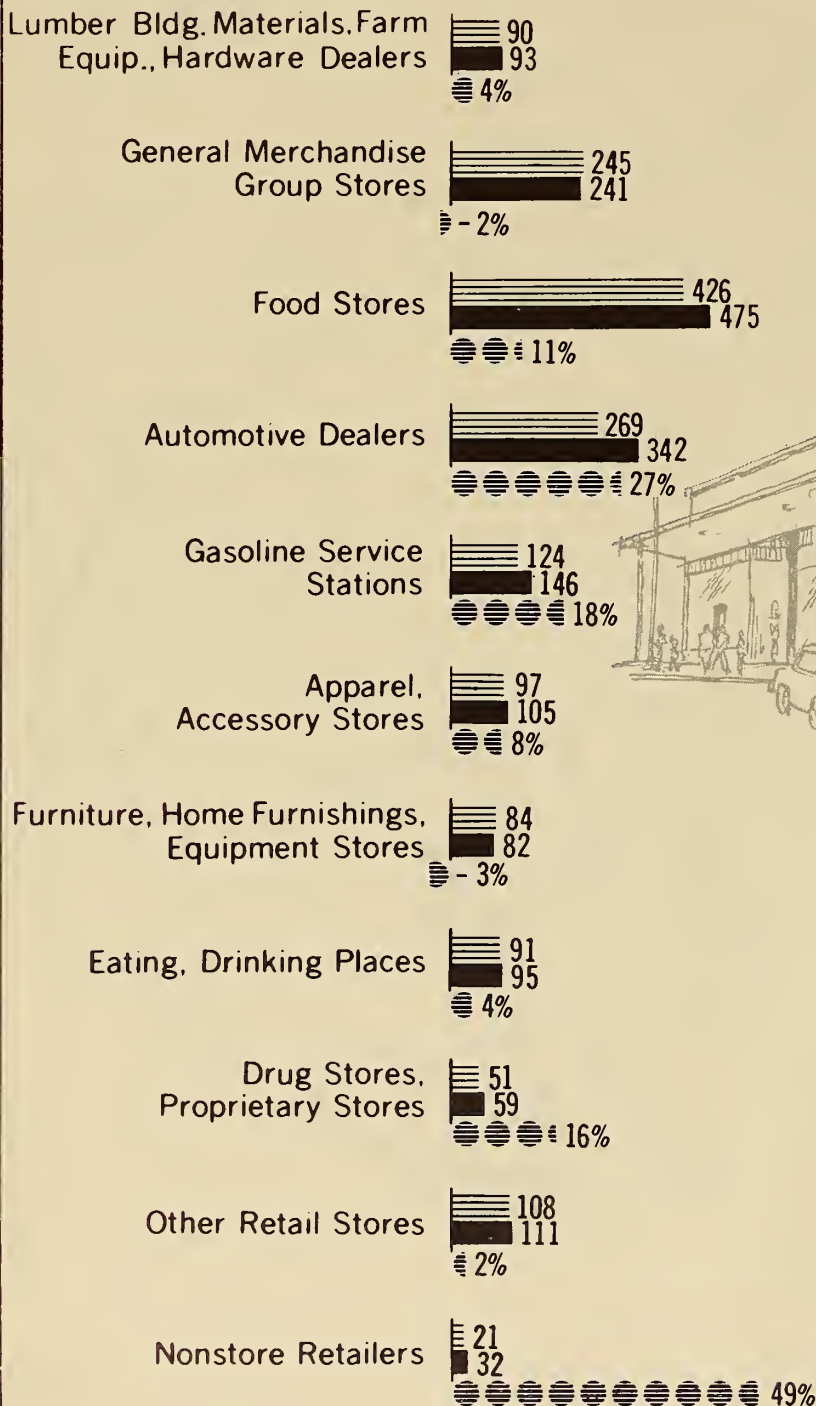 Lumber Bldg. Materials, Farm
Equip., Hardware Dealers
90
93
4%
General Merchandise
Group Stores
245
241
- 2%
Food Stores
426
475
11%
Automotive Dealers
269
342
27%
Gasoline Service
Stations
124
146
18%
Apparel,
Accessory Stores
97
105
8%
Furniture, Home Furnishings,
Equipment Stores
84
82
- 3%
Eating, Drinking Places
91
95
4%
Drug Stores,
Proprietary Stores
51
59
16%
Other Retail Stores
108
111
2%
Nonstore Retailers
21
32
49%